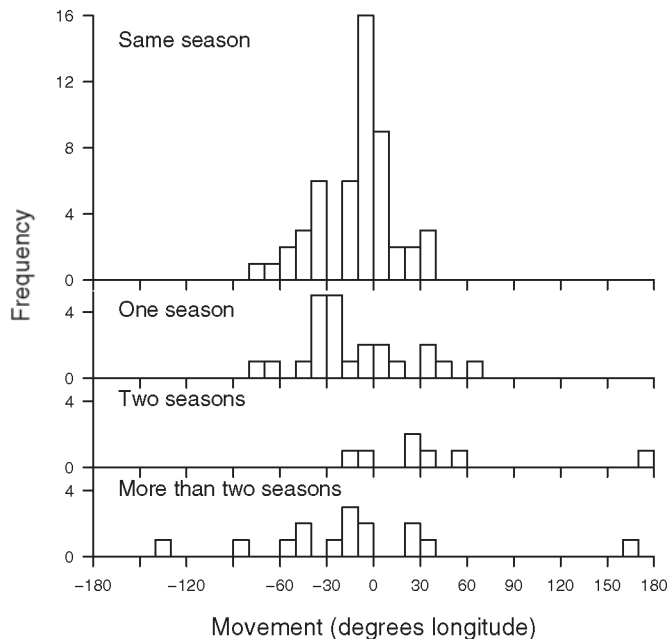 16
Same season
12
8
4
0
Frequency
One season
4
0
Two seasons
4
0
More than two seasons
4
0
−180 −120 −60 −30 0 30 60 90 120 150 180
Movement (degrees longitude)